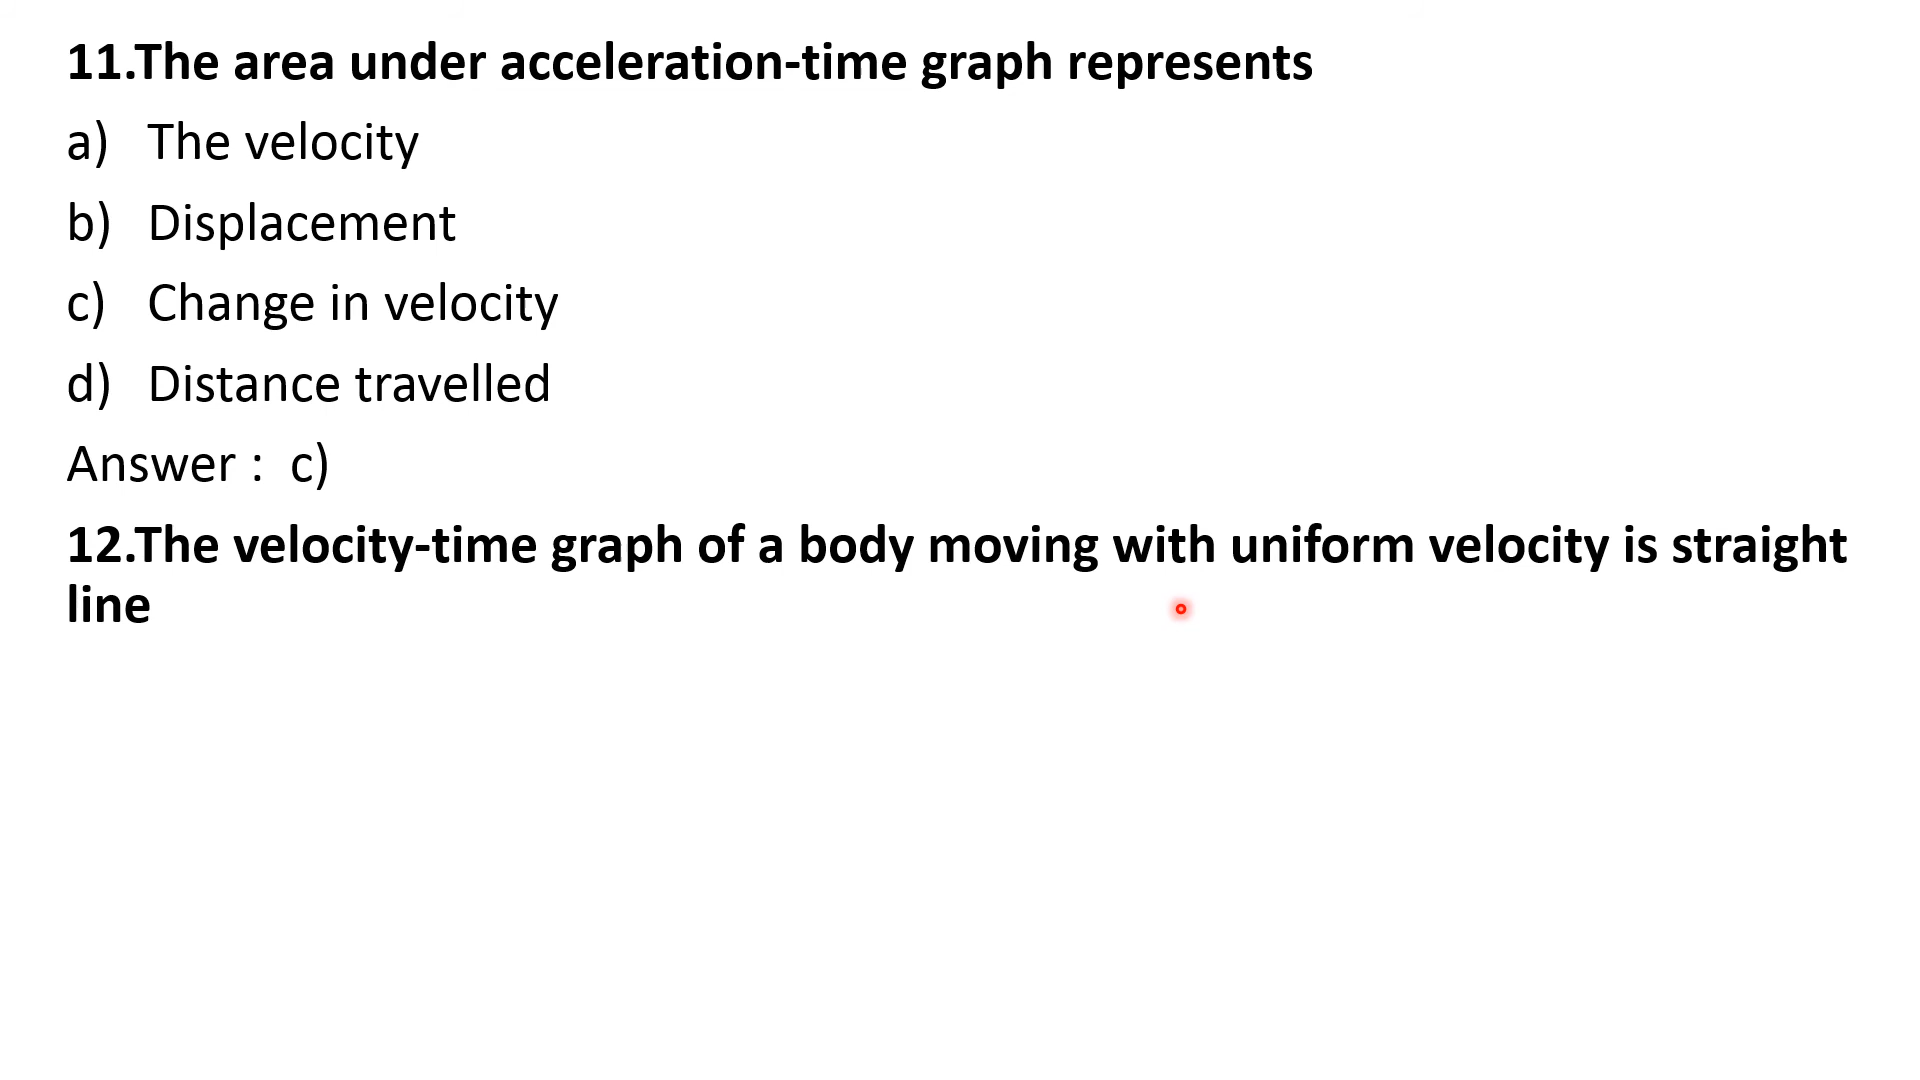 11.The area under acceleration-time graph represents
a) The velocity
b) Displacement
c) Change in velocity
d) Distance travelled
Answer : c)
12.The velocity-time graph of a body moving with uniform velocity is straight
line